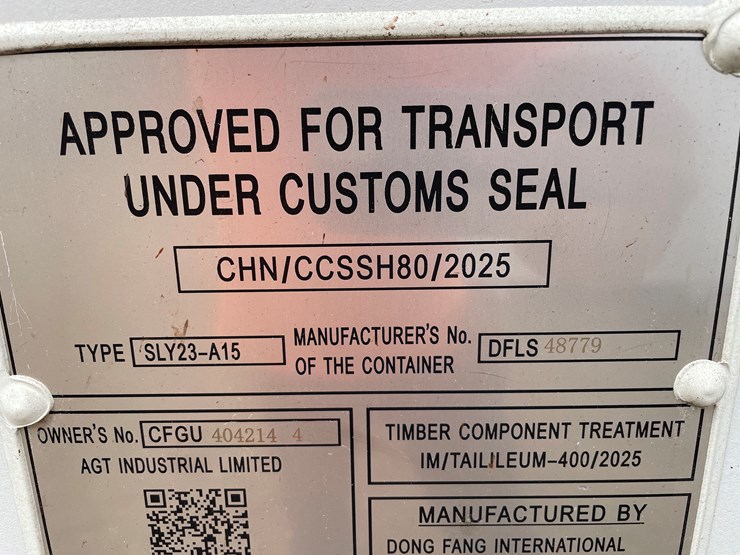 APPROVED FOR TRANSPORT
UNDER CUSTOMS SEAL
CHN/CCSSH80/2025
TYPE SLY23-A15
MANUFACTURER'S No.
OF THE CONTAINER
DFLS 48779
OWNER'S No. CFGU 404214 4
AGT INDUSTRIAL LIMITED
TIMBER COMPONENT TREATMENT
IM/TAILILEUM-400/2025
MANUFACTURED BY
DONG FANG INTERNATIONAL